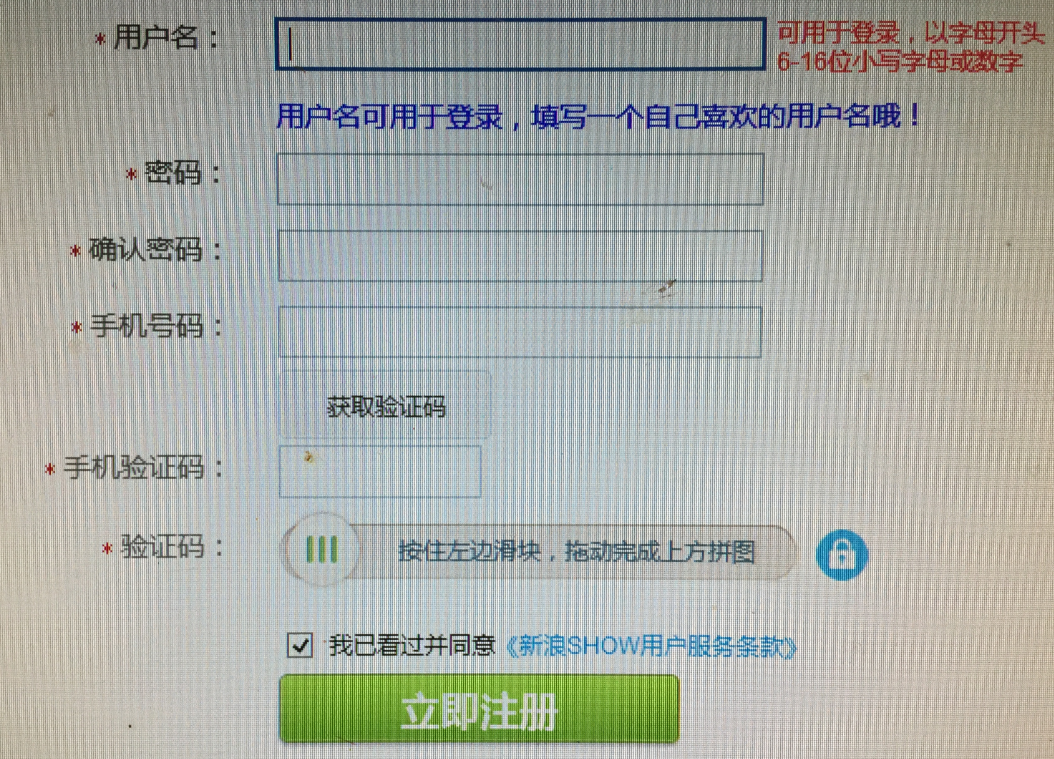 * 用户名：
可用于登录，以字母开头
6-16位小写字母或数字
用户名可用于登录，填写一个自己喜欢的用户名哦！
* 密码：
* 确认密码：
* 手机号码：
获取验证码
* 手机验证码：
* 验证码：
按住左边滑块，拖动完成上方拼图
我已看过并同意《新浪SHOW用户服务条款》
立即注册